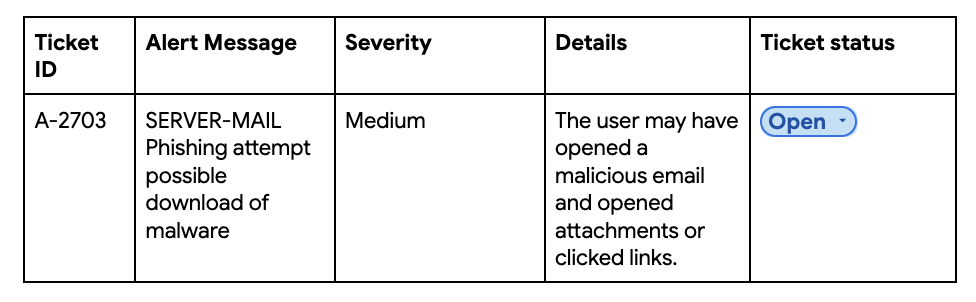 Ticket ID
Alert Message
Severity
Details
Ticket status
A-2703
SERVER-MAIL
Phishing attempt
possible
download of
malware
Medium
The user may have
opened a
malicious email
and opened
attachments or
clicked links.
Open